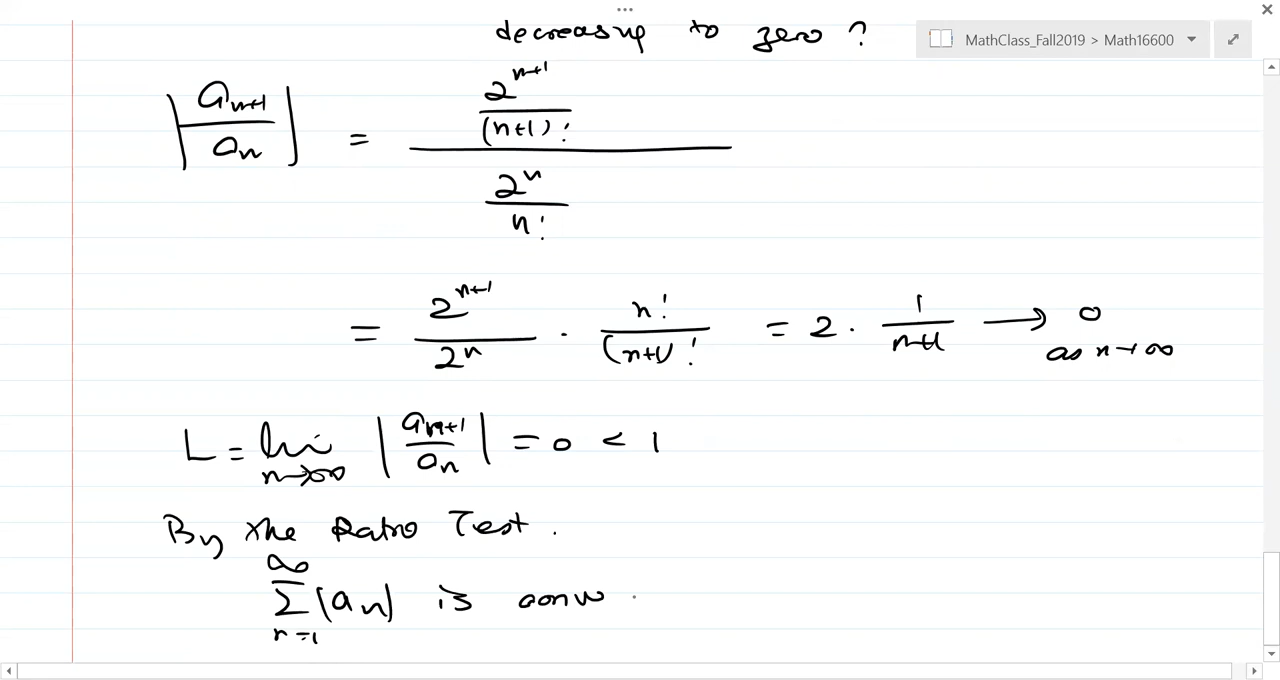 decreasing to zero ?
MathClass_Fall2019 > Math16600
|a_{n+1}/a_n| = (2^{n+1}/(n+1)!)/(2^n/n!)
= 2^{n+1}/2^n · n!/(n+1)! = 2 · 1/(n+1) → 0 as n → ∞
L = lim_{n→∞} |a_{n+1}/a_n| = 0 < 1
By the Ratio Test .
∑_{n=1}^{∞} |a_n| is conv .